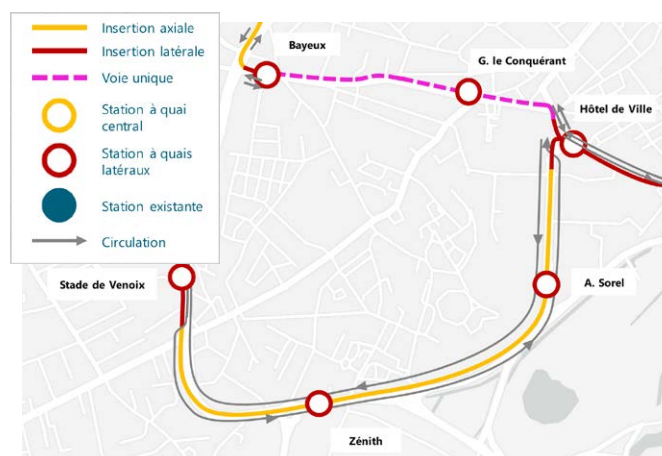 Insertion axiale
Insertion latérale
Voie unique
Station à quai
central
Station à quais
latéraux
Station existante
Circulation
Bayeux
G. le Conquérant
Hôtel de Ville
Stade de Venoix
A. Sorel
Zénith